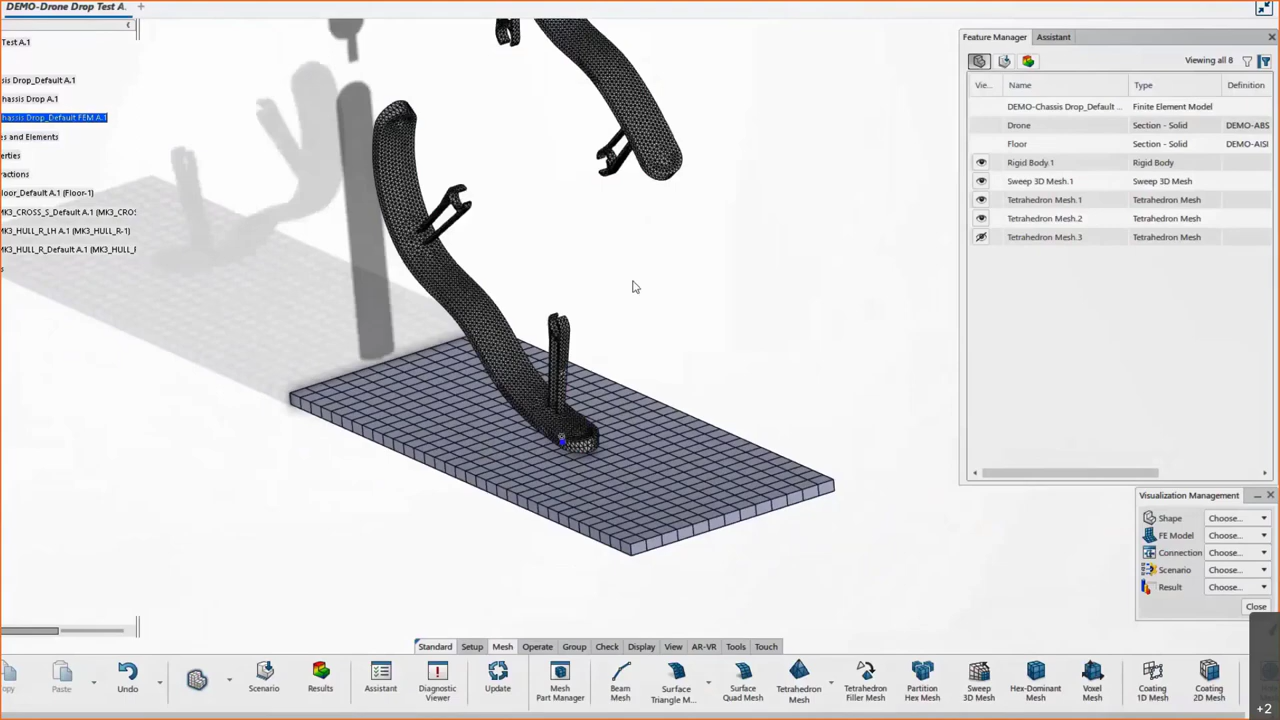 DEMO-Drone Drop Test A. +
Test A.1
ssis Drop_Default A.1
hassis Drop A.1
hassis Drop_Default FEM A.1
es and Elements
erties
ractions
loor_Default A.1 (Floor-1)
MK3_CROSS_S_Default A.1 (MK3_CROS
MK3_HULL_R_LH A.1 (MK3_HULL_R-1)
MK3_HULL_R_Default A.1 (MK3_HULL_F
s
Feature Manager Assistant
Viewing all 8
Vie... Name Type Definition
DEMO-Chassis Drop_Default ... Finite Element Model
Drone Section - Solid DEMO-ABS
Floor Section - Solid DEMO-AISI
Rigid Body.1 Rigid Body
Sweep 3D Mesh.1 Sweep 3D Mesh
Tetrahedron Mesh.1 Tetrahedron Mesh
Tetrahedron Mesh.2 Tetrahedron Mesh
Tetrahedron Mesh.3 Tetrahedron Mesh
Visualization Management
Shape Choose...
FE Model Choose...
Connection Choose...
Scenario Choose...
Result Choose...
Close
Standard Setup Mesh Operate Group Check Display View AR-VR Tools Touch
opy Paste Undo Scenario Results Assistant Diagnostic Viewer Update Mesh Part Manager Beam Mesh Surface Triangle M... Surface Quad Mesh Tetrahedron Mesh Tetrahedron Filler Mesh Partition Hex Mesh Sweep 3D Mesh Hex-Dominant Mesh Voxel Mesh Coating 1D Mesh Coating 2D Mesh
+2